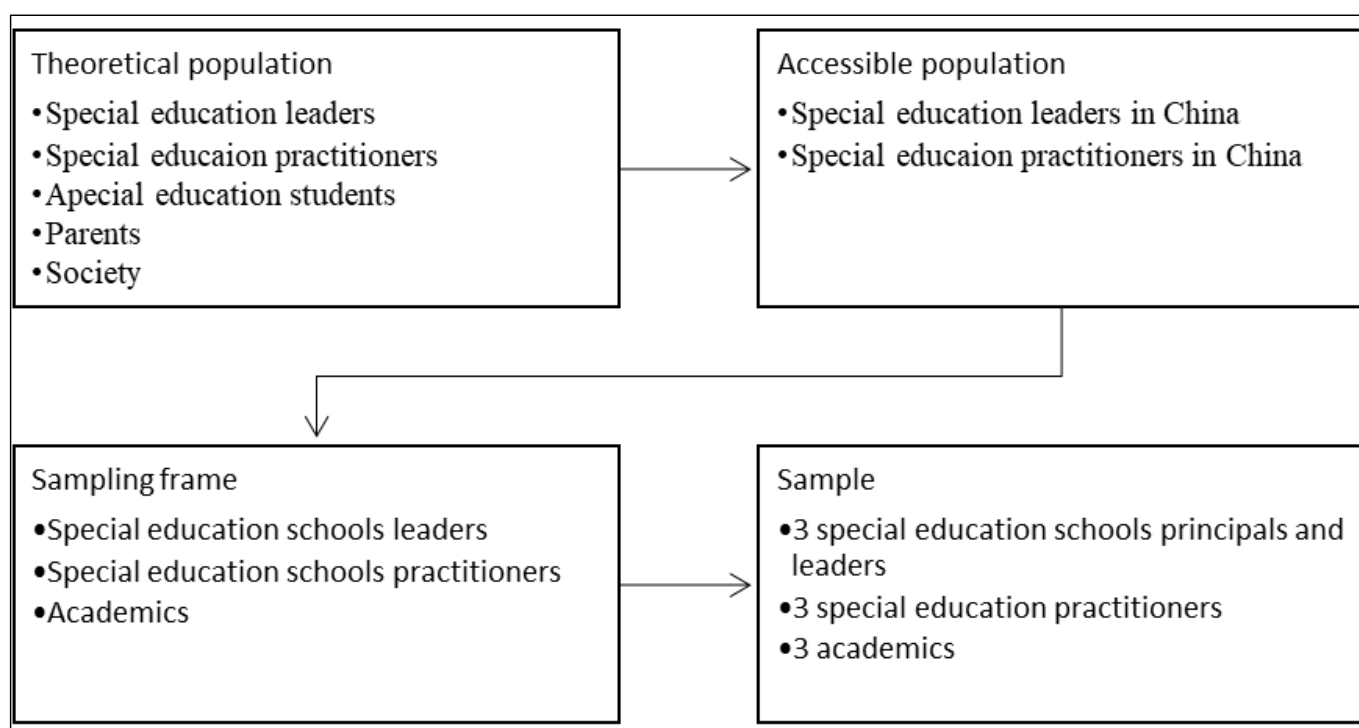 Theoretical population
•Special education leaders
•Special educaion practitioners
•Apecial education students
•Parents
•Society
Accessible population
•Special education leaders in China
•Special educaion practitioners in China
Sampling frame
•Special education schools leaders
•Special education schools practitioners
•Academics
Sample
•3 special education schools principals and
leaders
•3 special education practitioners
•3 academics